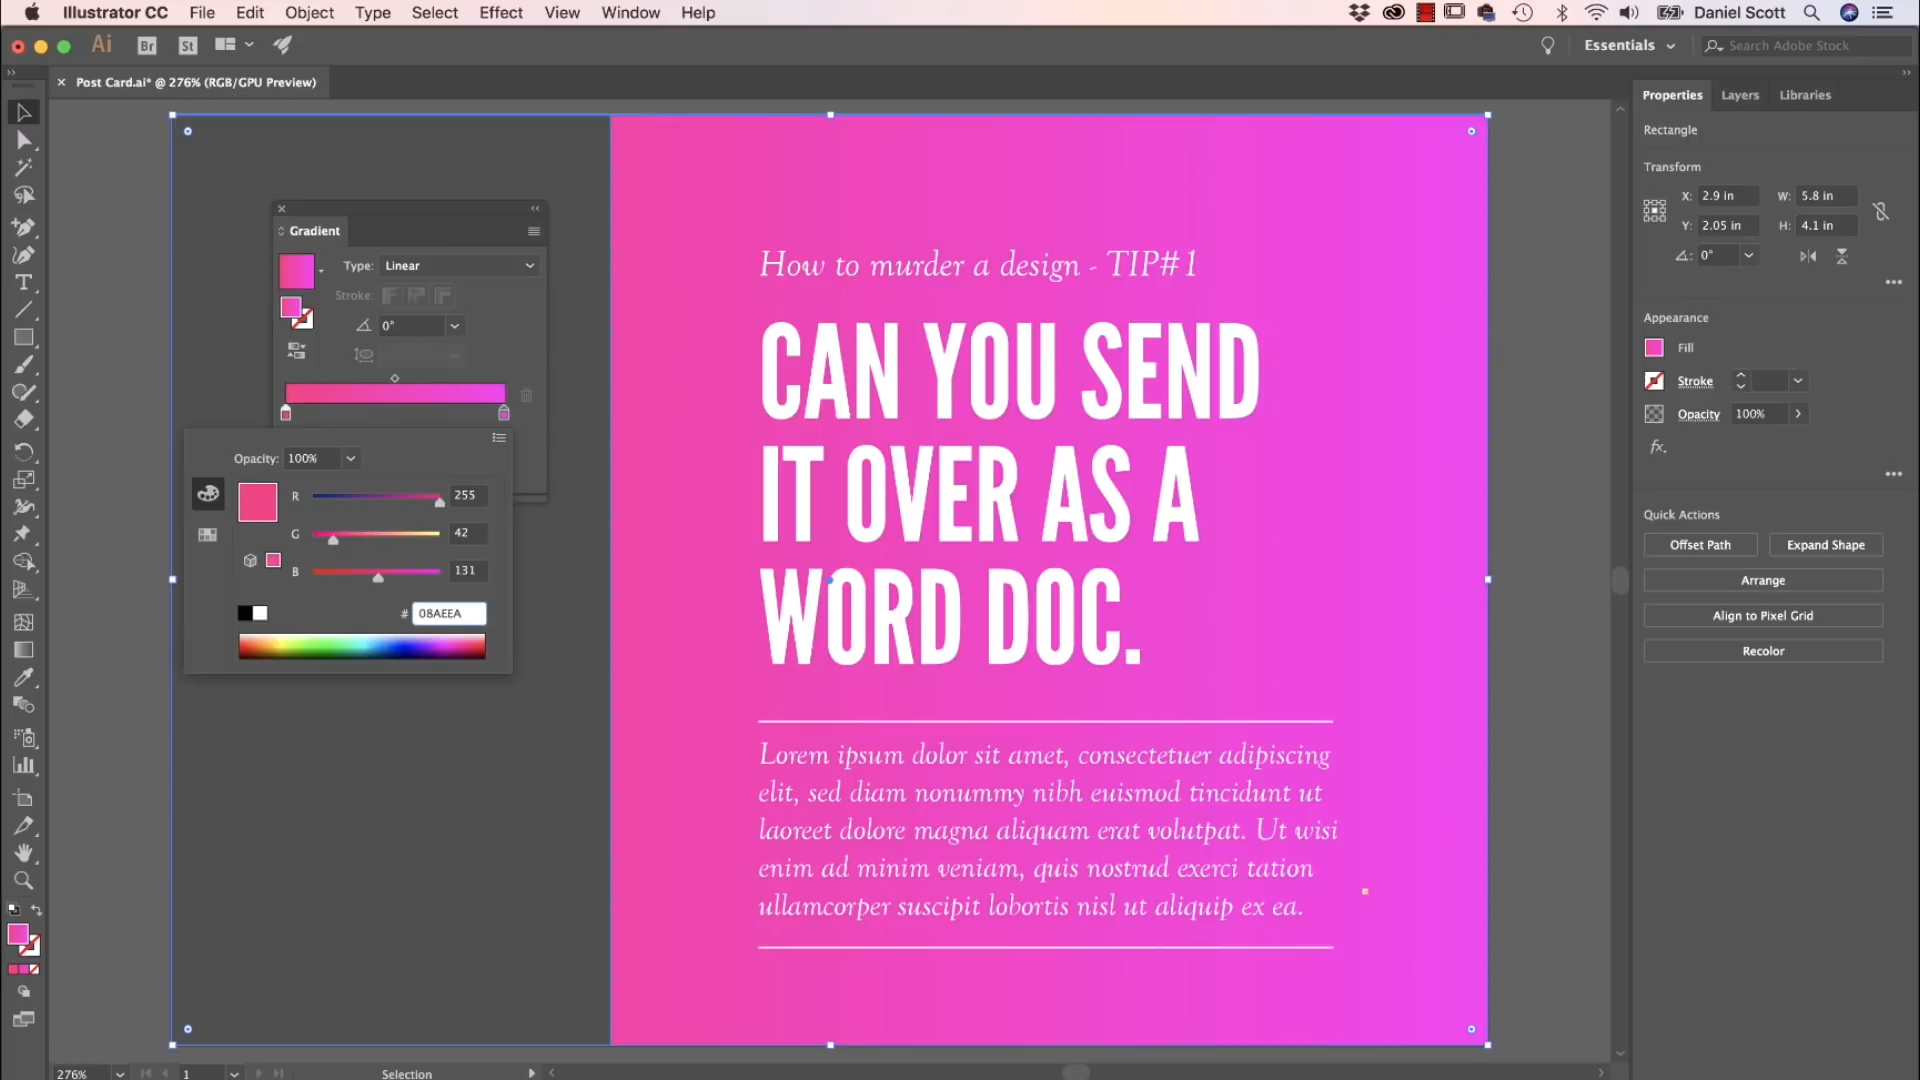 Illustrator CC File Edit Object Type Select Effect View Window Help Daniel Scott
Ai Br St Essentials Search Adobe Stock
Post Card.ai* @ 276% (RGB/GPU Preview)
Properties Layers Libraries
Rectangle
Transform
X: 2.9 in W: 5.8 in
Y: 2.05 in H: 4.1 in
0°
Appearance
Fill
Stroke
Opacity 100%
fx.
Quick Actions
Offset Path Expand Shape
Arrange
Align to Pixel Grid
Recolor
Gradient
Type: Linear
Stroke:
0°
Opacity: 100%
R 255
G 42
B 131
# 08AEEA
How to murder a design - TIP#1
CAN YOU SEND
IT OVER AS A
WORD DOC.
Lorem ipsum dolor sit amet, consectetuer adipiscing
elit, sed diam nonummy nibh euismod tincidunt ut
laoreet dolore magna aliquam erat volutpat. Ut wisi
enim ad minim veniam, quis nostrud exerci tation
ullamcorper suscipit lobortis nisl ut aliquip ex ea.
276% 1 Selection